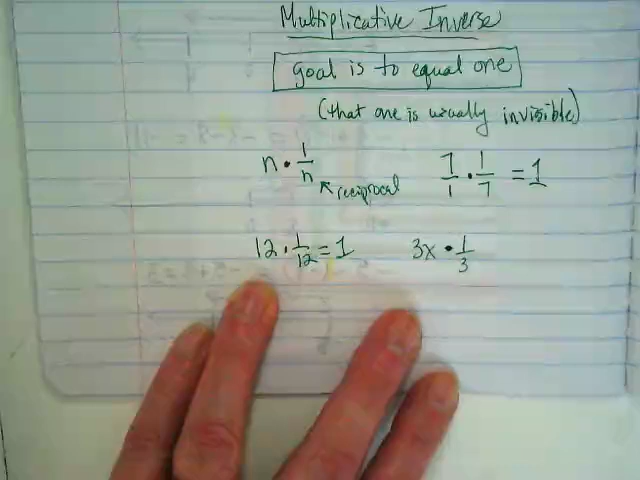 Multiplicative Inverse
goal is to equal one
(that one is usually invisible)
n · 1/n ↖ reciprocal 7/1 · 1/7 = 1
12 · 1/12 = 1 3x · 1/3